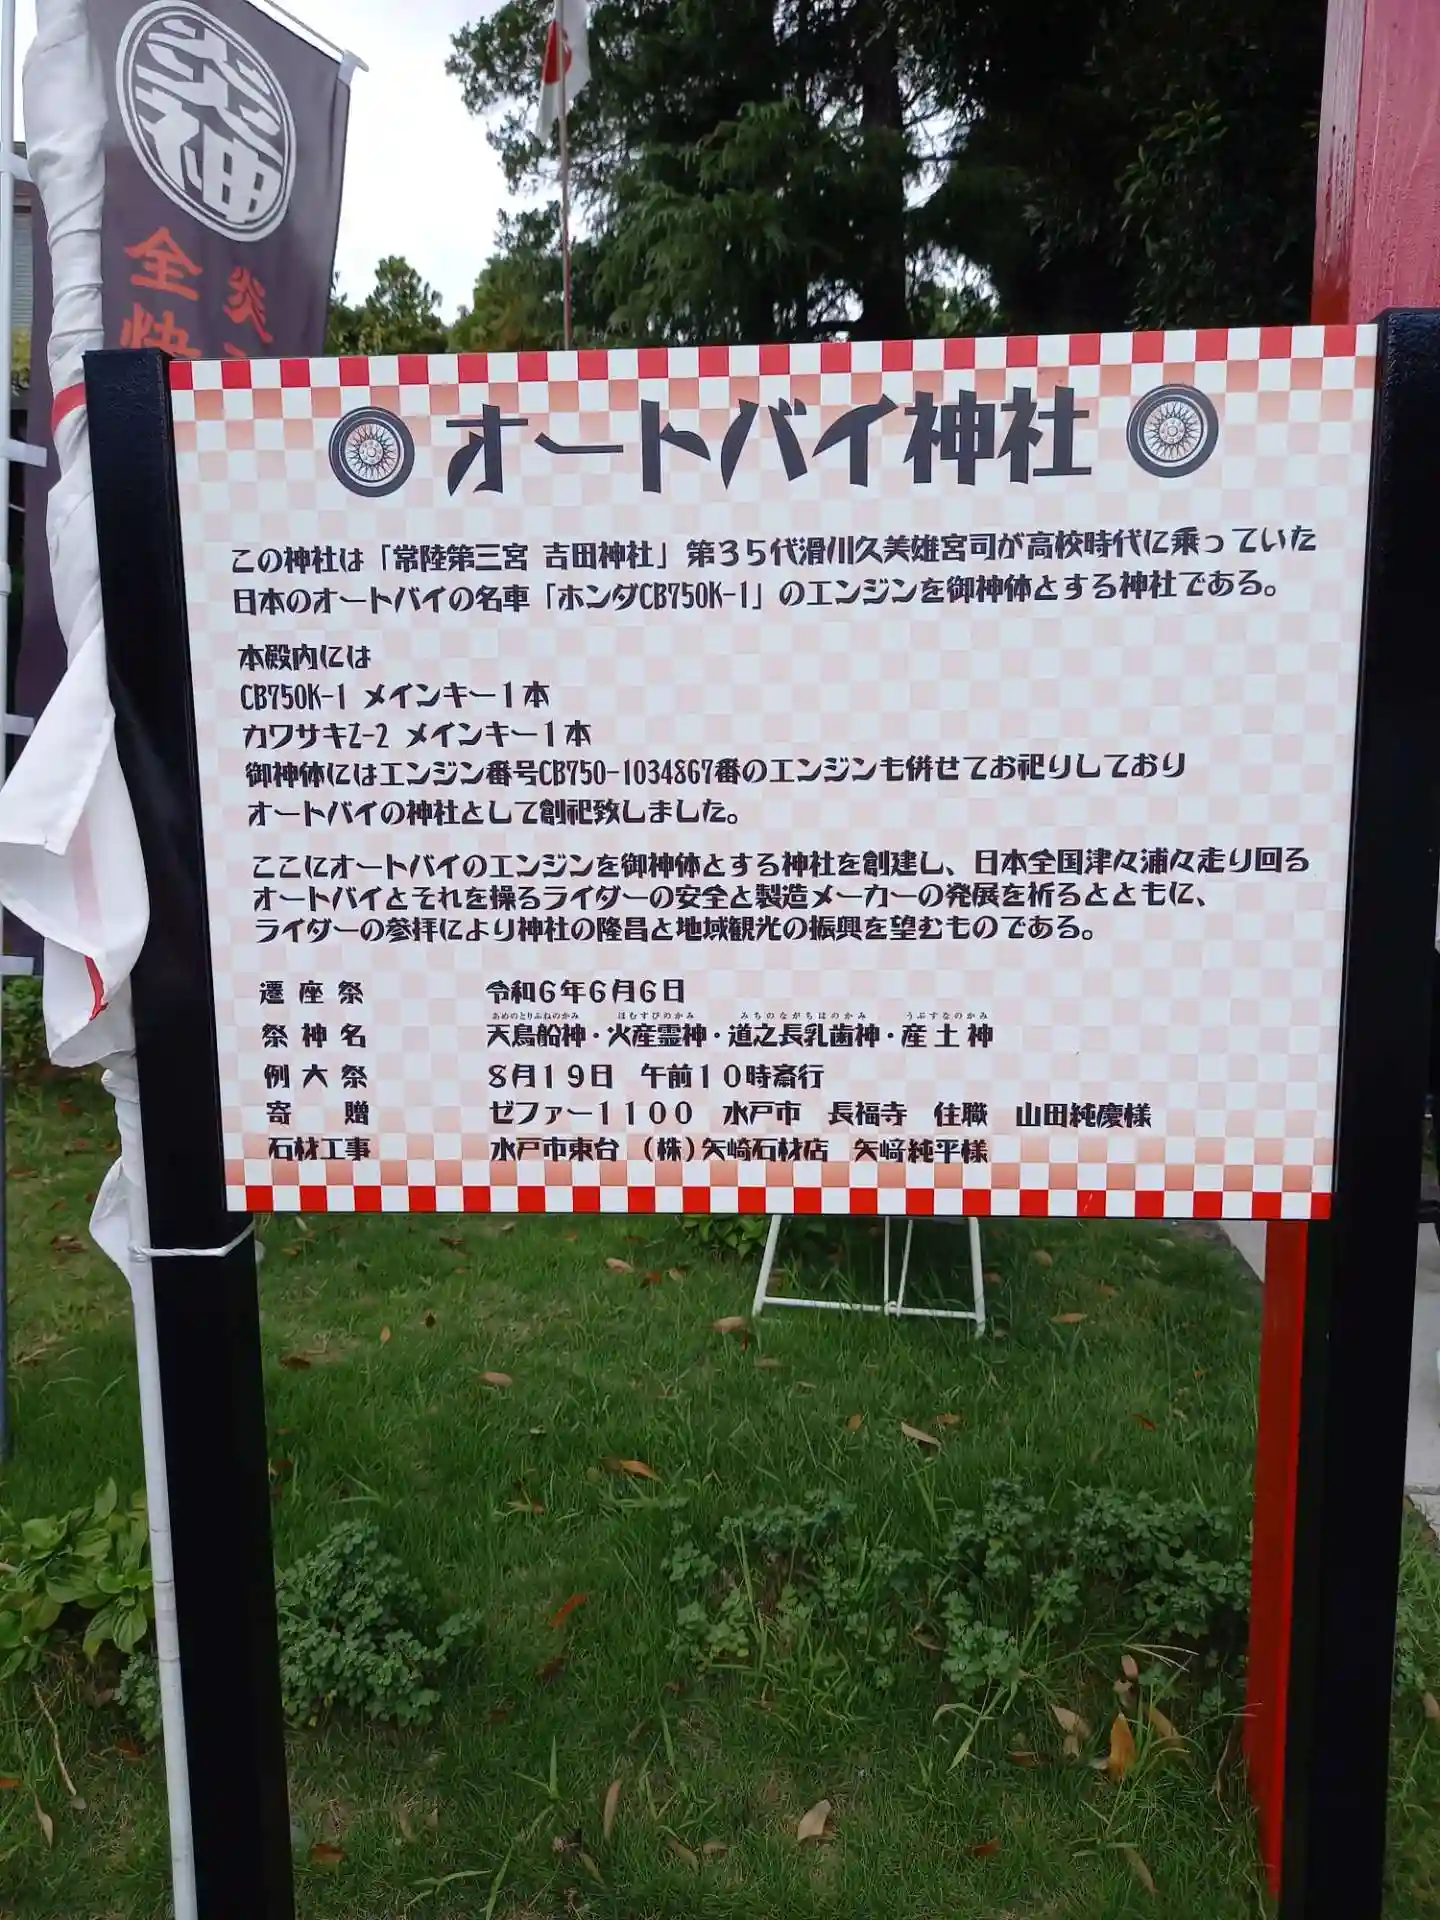 炎神
全快
炎
オートバイ神社
この神社は「常陸第三宮 吉田神社」第３５代滑川久美雄宮司が高校時代に乗っていた
日本のオートバイの名車「ホンダCB750K-1」のエンジンを御神体とする神社である。
本殿内には
CB750K-1 メインキー１本
カワサキZ-2 メインキー１本
御神体にはエンジン番号CB750-1034867番のエンジンも併せてお祀りしており
オートバイの神社として創祀致しました。
ここにオートバイのエンジンを御神体とする神社を創建し、日本全国津々浦々走り回る
オートバイとそれを操るライダーの安全と製造メーカーの発展を祈るとともに、
ライダーの参拝により神社の隆昌と地域観光の振興を望むものである。
遷座祭 令和６年６月６日
あめのとりふねのかみ ほむすびのかみ みちのながちはのかみ うぶすなのかみ
祭神名 天鳥船神・火産霊神・道之長乳歯神・産土神
例大祭 ８月１９日 午前１０時斎行
寄贈 ゼファー１１００ 水戸市 長福寺 住職 山田純慶様
石材工事 水戸市東台 （株）矢崎石材店 矢﨑純平様